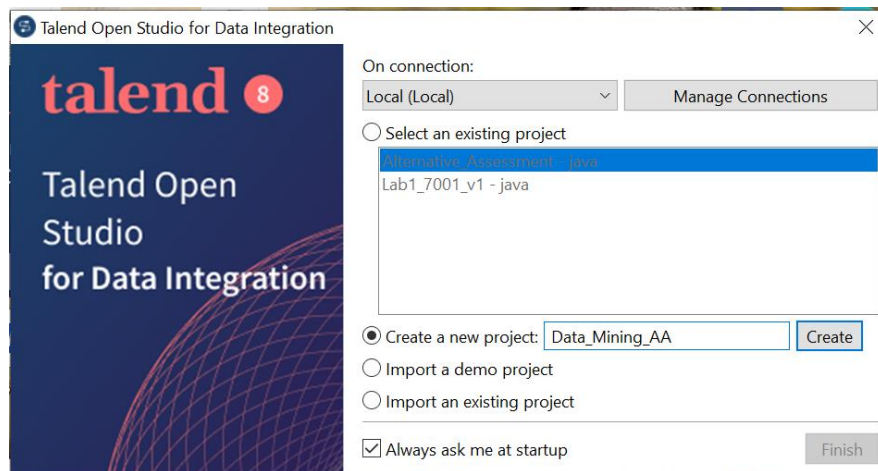 Talend Open Studio for Data Integration
talend 8
Talend Open
Studio
for Data Integration
On connection:
Local (Local)
Manage Connections
Select an existing project
Alternative_Assessment - java
Lab1_7001_v1 - java
Create a new project: Data_Mining_AA Create
Import a demo project
Import an existing project
Always ask me at startup
Finish